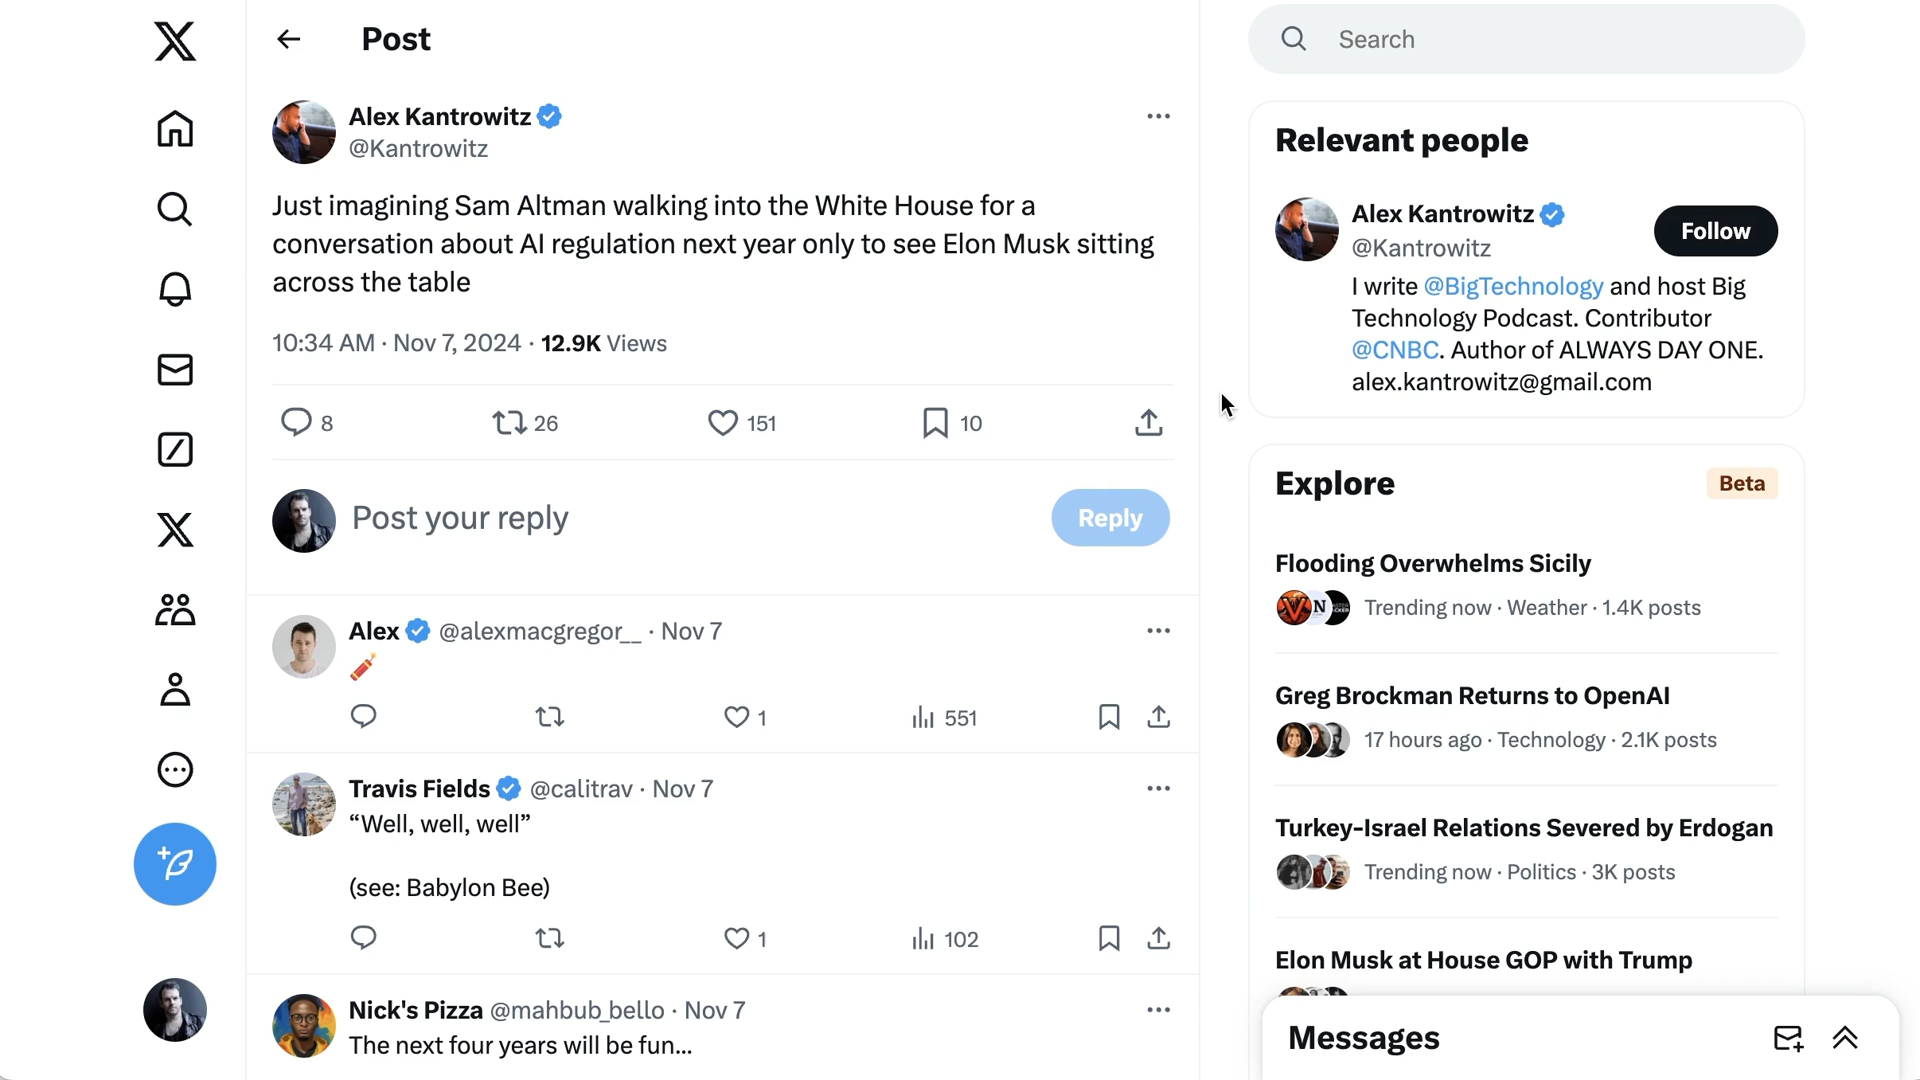 Post
Alex Kantrowitz
@Kantrowitz
Just imagining Sam Altman walking into the White House for a
conversation about AI regulation next year only to see Elon Musk sitting
across the table
10:34 AM · Nov 7, 2024 · 12.9K Views
8 26 151 10
Post your reply
Reply
Alex @alexmacgregor__ · Nov 7
1 551
Travis Fields @calitrav · Nov 7
“Well, well, well”
(see: Babylon Bee)
1 102
Nick's Pizza @mahbub_bello · Nov 7
The next four years will be fun...
Search
Relevant people
Alex Kantrowitz
@Kantrowitz
Follow
I write @BigTechnology and host Big
Technology Podcast. Contributor
@CNBC. Author of ALWAYS DAY ONE.
alex.kantrowitz@gmail.com
Explore
Beta
Flooding Overwhelms Sicily
Trending now · Weather · 1.4K posts
Greg Brockman Returns to OpenAI
17 hours ago · Technology · 2.1K posts
Turkey-Israel Relations Severed by Erdogan
Trending now · Politics · 3K posts
Elon Musk at House GOP with Trump
Messages